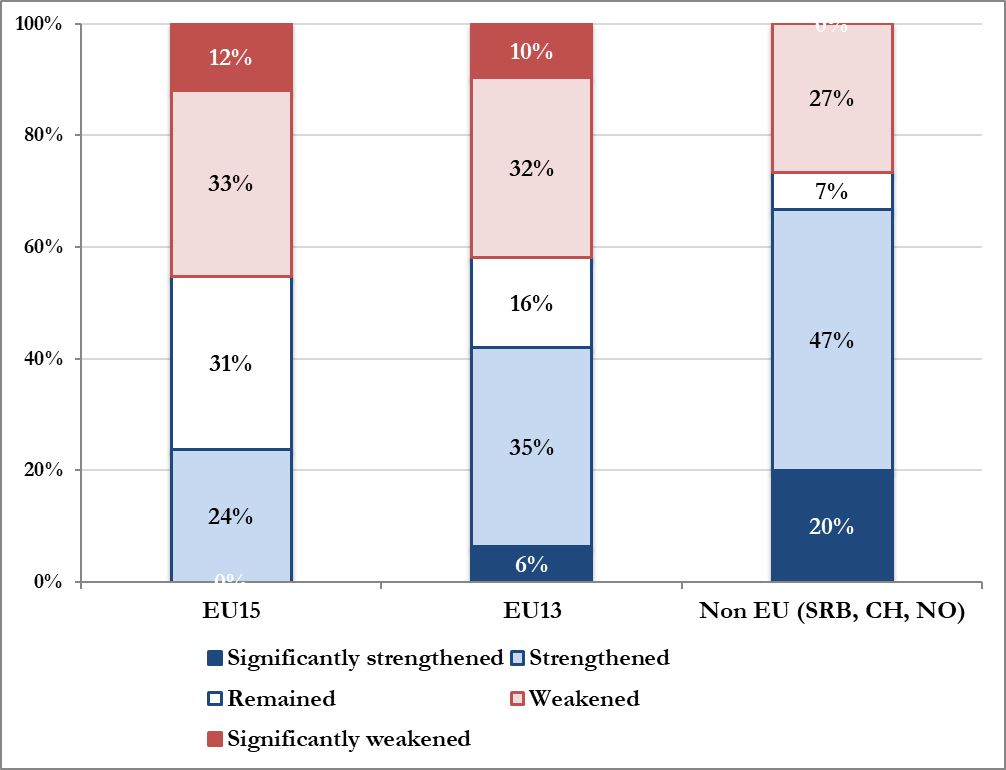 100%
80%
60%
40%
20%
0%
12%
33%
31%
24%
0%
10%
32%
16%
35%
6%
0%
27%
7%
47%
20%
EU15
EU13
Non EU (SRB, CH, NO)
Significantly strengthened
Strengthened
Remained
Weakened
Significantly weakened